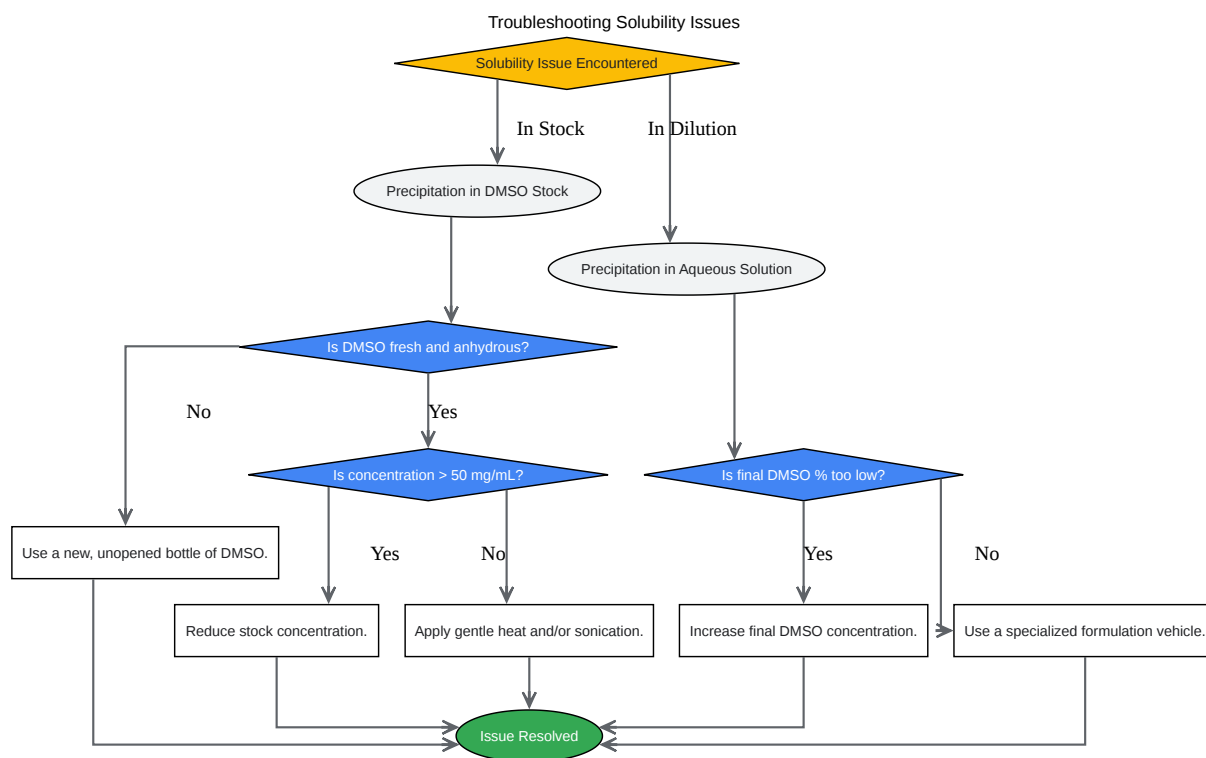 Troubleshooting Solubility Issues
Solubility Issue Encountered
In Stock
In Dilution
Precipitation in DMSO Stock
Precipitation in Aqueous Solution
Is DMSO fresh and anhydrous?
No
Yes
Is concentration > 50 mg/mL?
Is final DMSO % too low?
Use a new, unopened bottle of DMSO.
Yes
No
Yes
No
Reduce stock concentration.
Apply gentle heat and/or sonication.
Increase final DMSO concentration.
Use a specialized formulation vehicle.
Issue Resolved